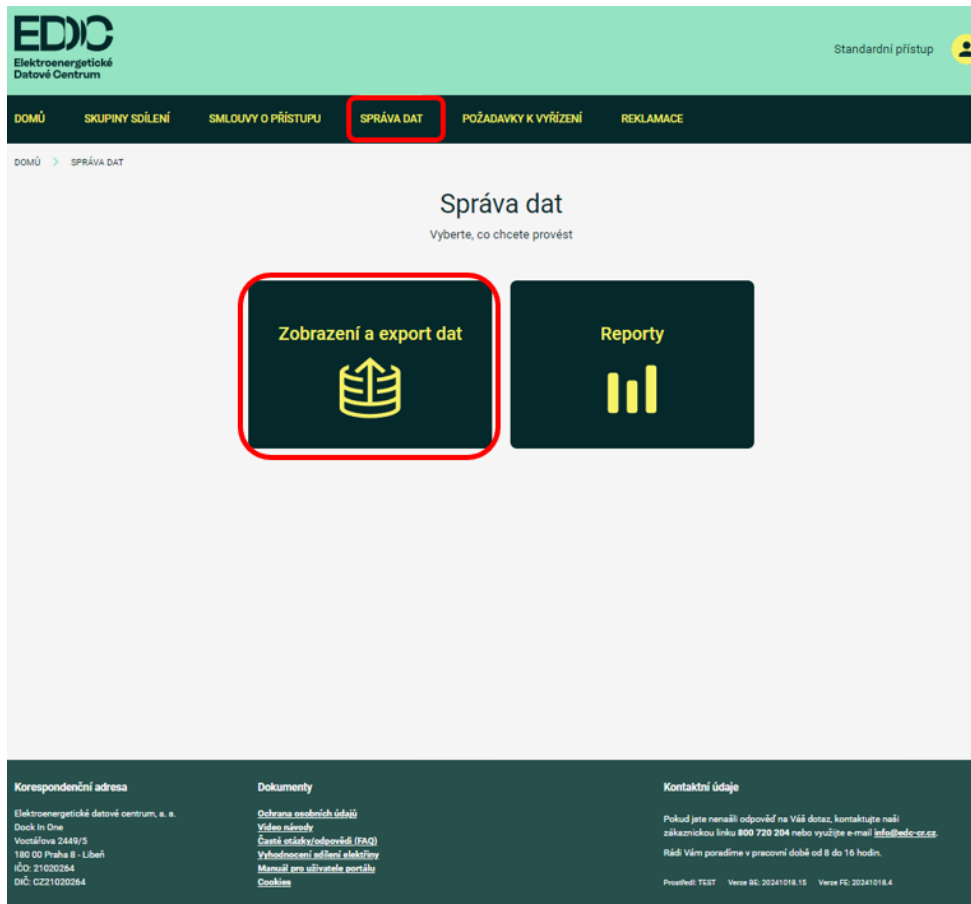 EDC
Elektroenergetické
Datové Centrum
Standardní přístup
DOMŮ SKUPINY SDÍLENÍ SMLOUVY O PŘÍSTUPU SPRÁVA DAT POŽADAVKY K VYŘÍZENÍ REKLAMACE
DOMŮ > SPRÁVA DAT
Správa dat
Vyberte, co chcete provést
Zobrazení a export dat
Reporty
Korespondenční adresa
Elektroenergetické datové centrum, a. s.
Dock In One
Voctářova 2449/5
180 00 Praha 8 - Libeň
IČO: 21020264
DIČ: CZ21020264
Dokumenty
Ochrana osobních údajů
Video návody
Časté otázky/odpovědi (FAQ)
Vyhodnocení sdílení elektřiny
Manuál pro uživatele portálu
Cookies
Kontaktní údaje
Pokud jste nenašli odpověď na Váš dotaz, kontaktujte naši
zákaznickou linku 800 720 204 nebo využijte e-mail info@edc-cr.cz.
Rádi Vám poradíme v pracovní době od 8 do 16 hodin.
Prostředí: TEST Verze BE: 20241018.15 Verze FE: 20241018.4